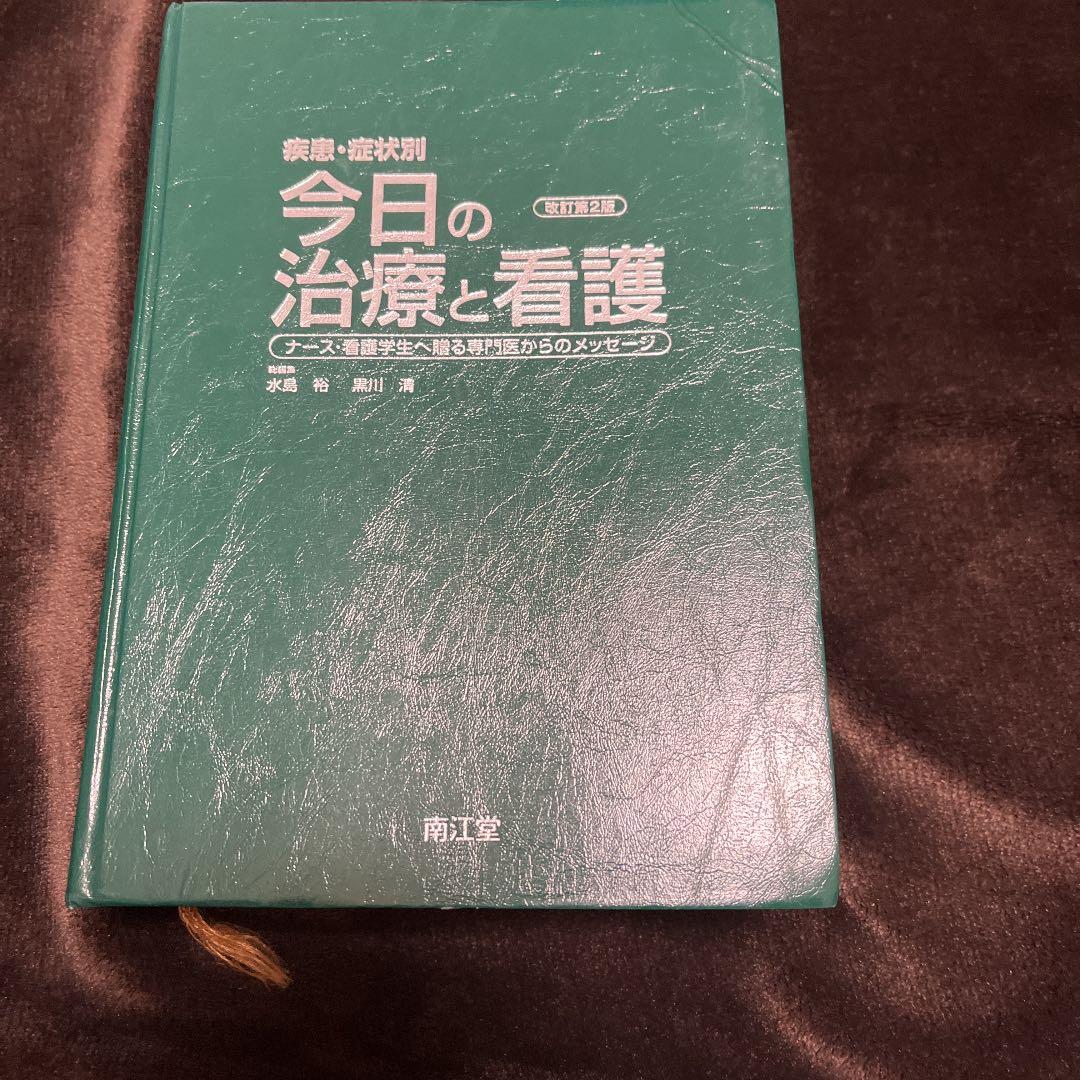 疾患・症状別
今日の
改訂第2版
治療と看護
ナース・看護学生へ贈る専門医からのメッセージ
総編集
水島 裕 黒川 清
南江堂